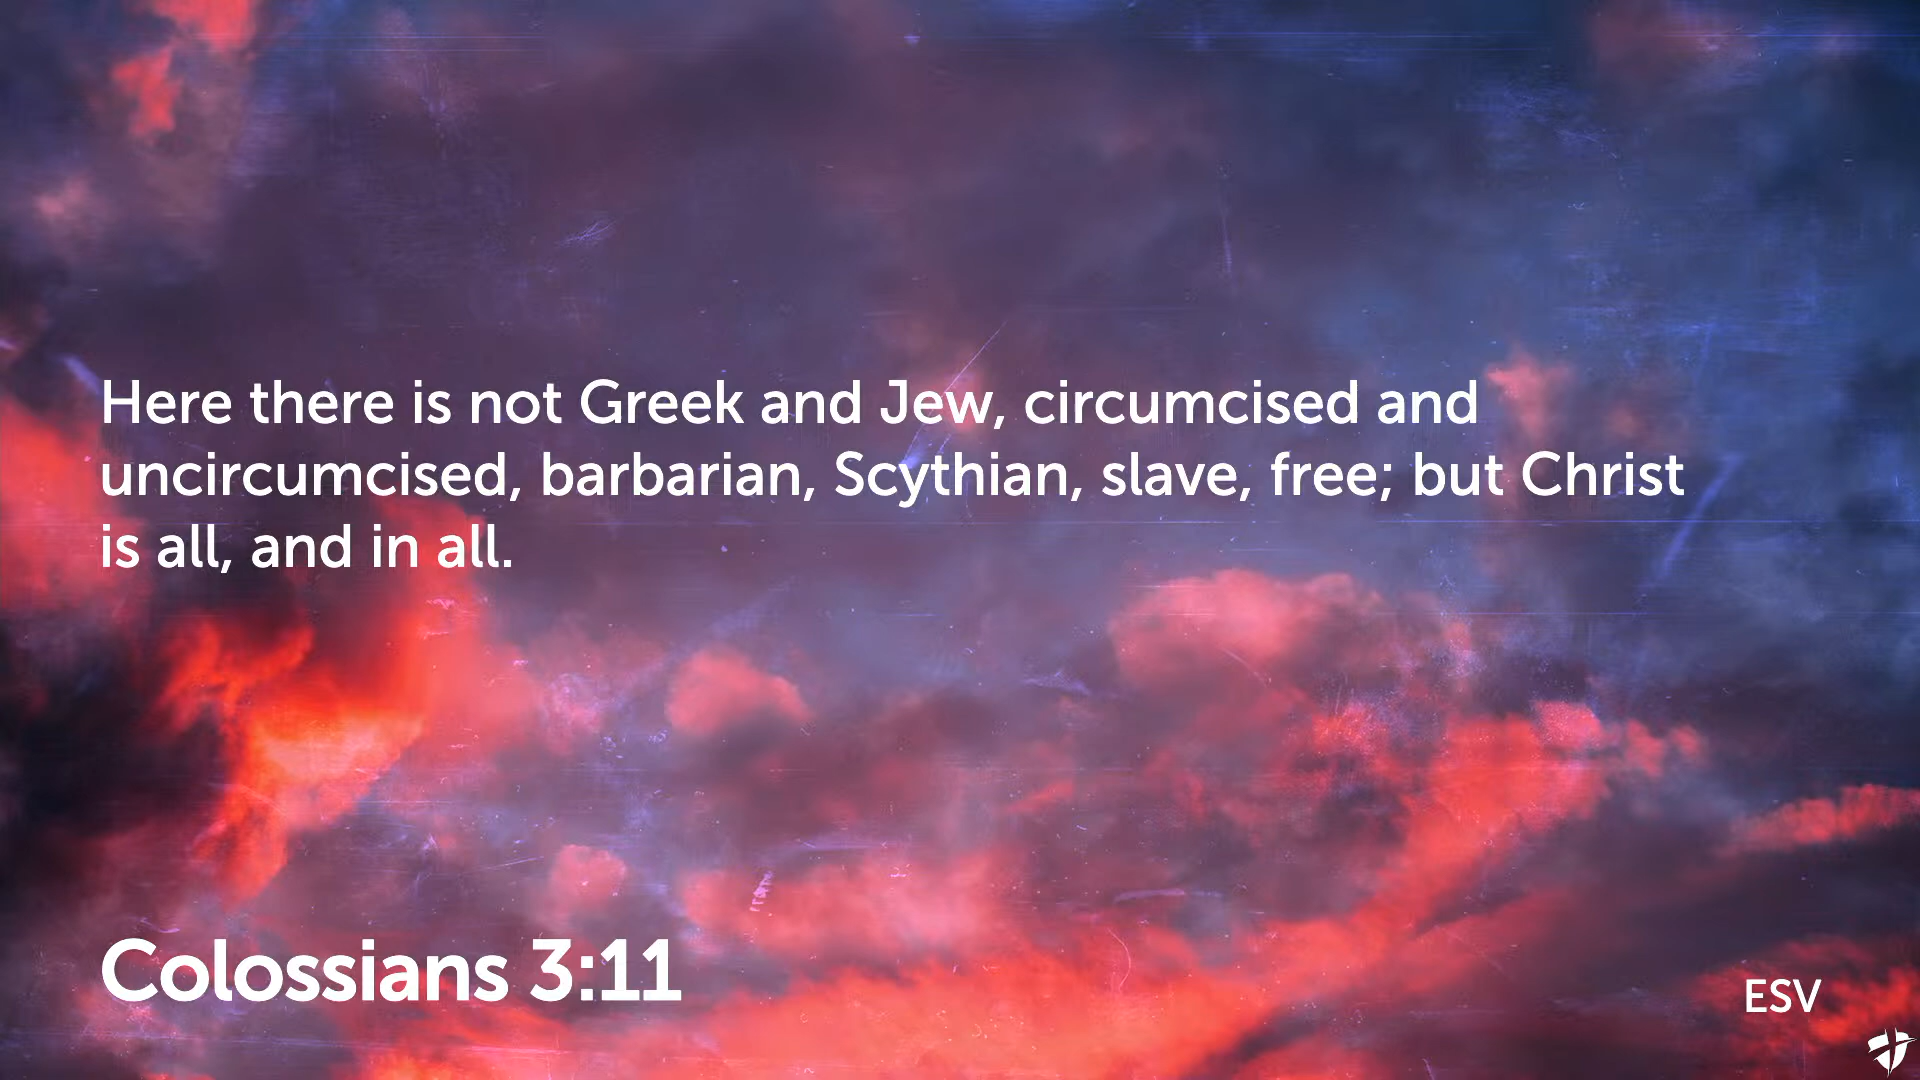 Here there is not Greek and Jew, circumcised and
uncircumcised, barbarian, Scythian, slave, free; but Christ
is all, and in all.
Colossians 3:11
ESV